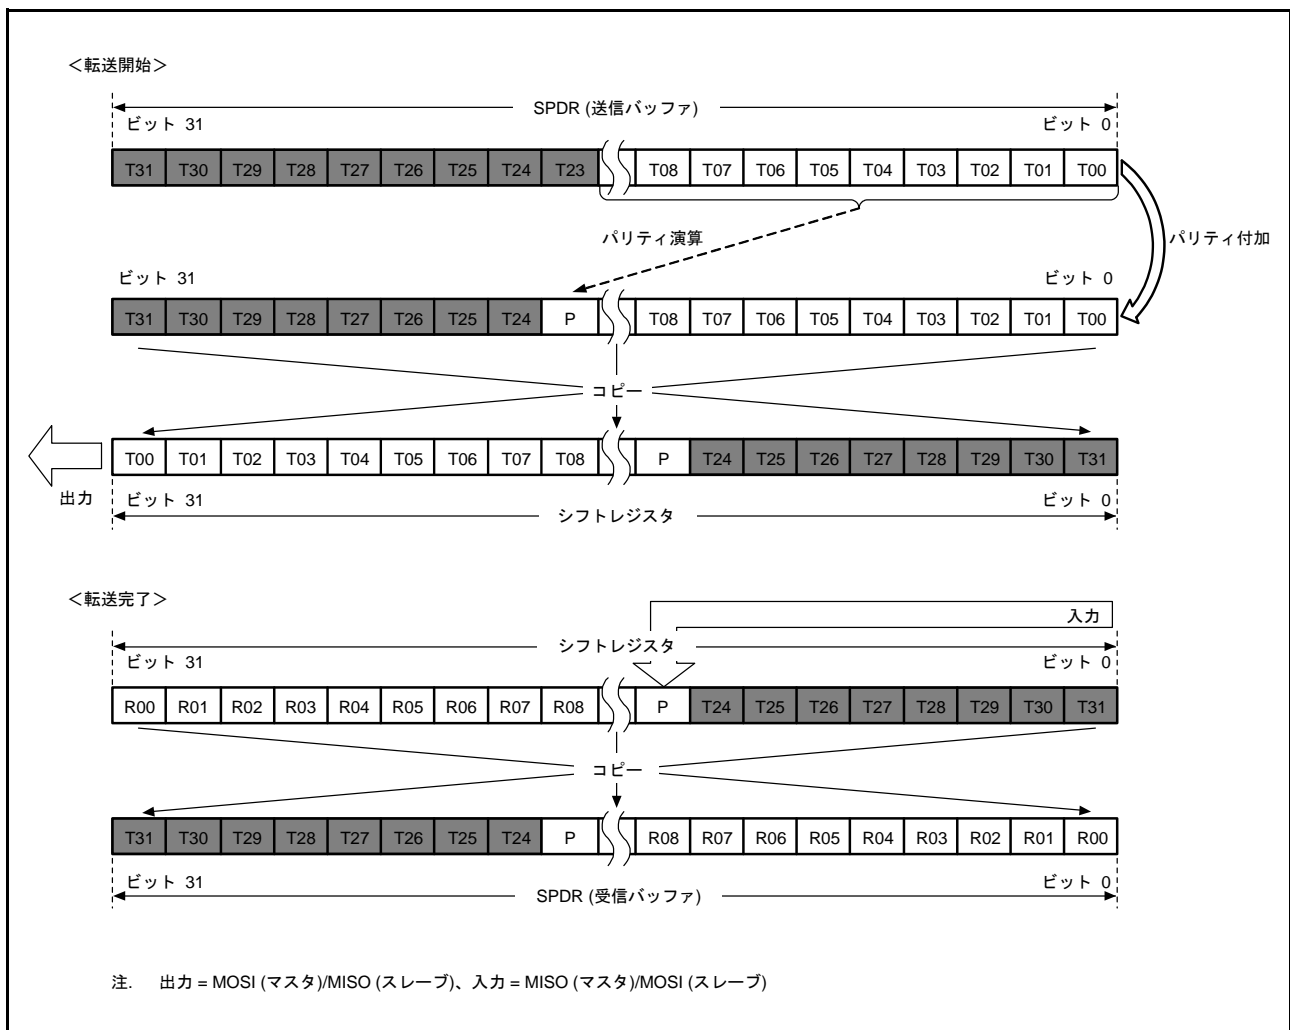 ＜転送開始＞
SPDR (送信バッファ)
ビット 31 ビット 0
T31 T30 T29 T28 T27 T26 T25 T24 T23 T08 T07 T06 T05 T04 T03 T02 T01 T00
パリティ演算 パリティ付加
ビット 31 ビット 0
T31 T30 T29 T28 T27 T26 T25 T24 P T08 T07 T06 T05 T04 T03 T02 T01 T00
コピー
T00 T01 T02 T03 T04 T05 T06 T07 T08 P T24 T25 T26 T27 T28 T29 T30 T31
出力 ビット 31 ビット 0
シフトレジスタ
＜転送完了＞
入力
シフトレジスタ
ビット 31 ビット 0
R00 R01 R02 R03 R04 R05 R06 R07 R08 P T24 T25 T26 T27 T28 T29 T30 T31
コピー
T31 T30 T29 T28 T27 T26 T25 T24 P R08 R07 R06 R05 R04 R03 R02 R01 R00
ビット 31 ビット 0
SPDR (受信バッファ)
注. 出力 = MOSI (マスタ)/MISO (スレーブ)、入力 = MISO (マスタ)/MOSI (スレーブ)